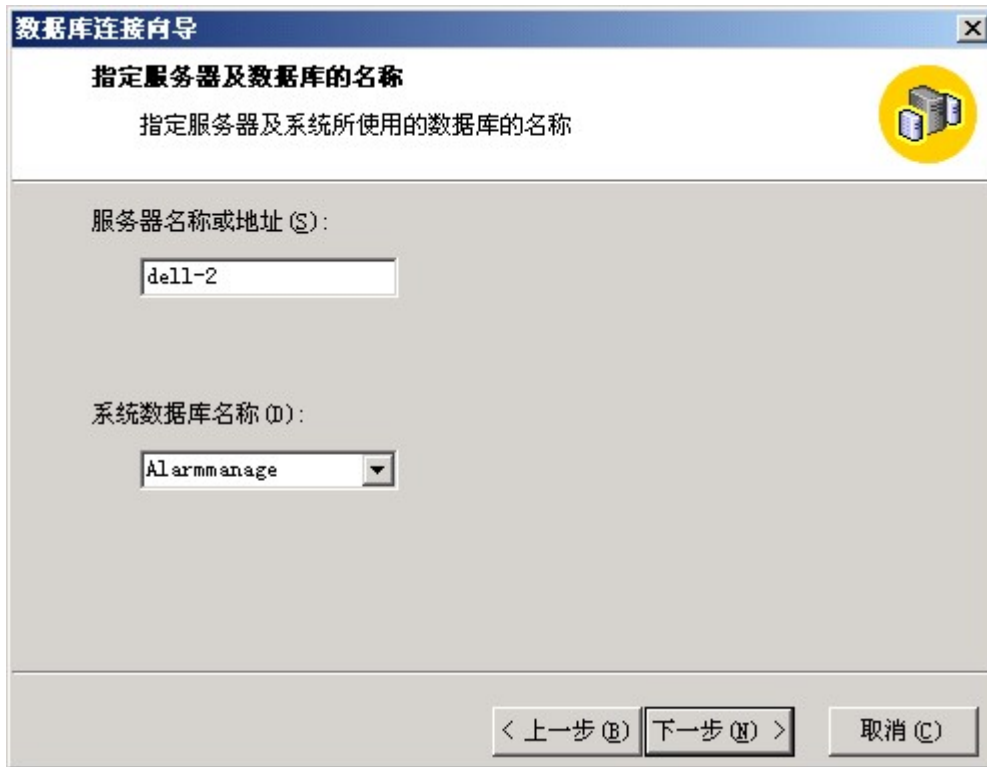 数据库连接向导
指定服务器及数据库的名称
指定服务器及系统所使用的数据库的名称
服务器名称或地址(S):
dell-2
系统数据库名称(D):
Alarmmanage
< 上一步(B) 下一步(N) > 取消(C)